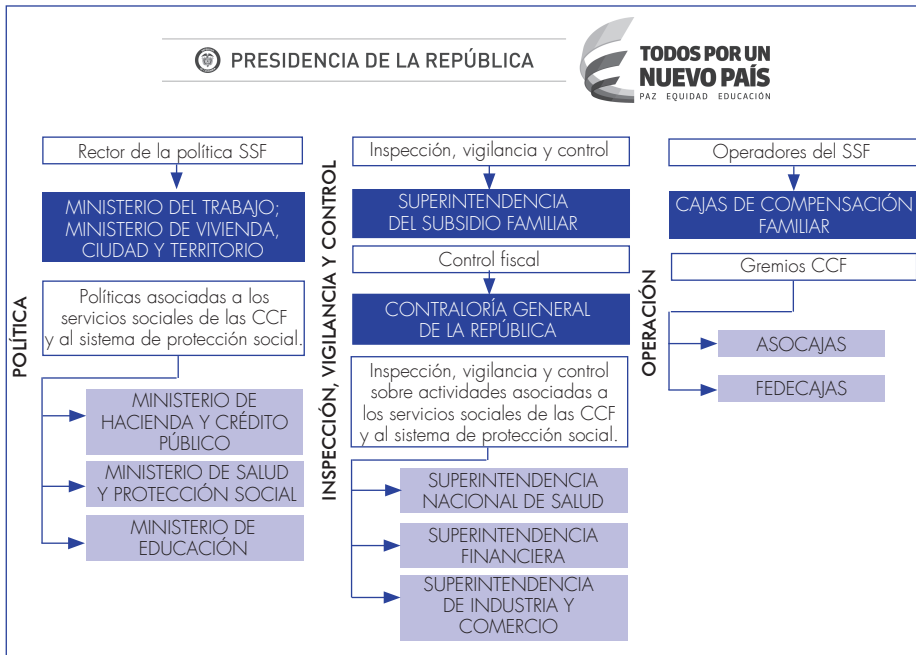 PRESIDENCIA DE LA REPÚBLICA
TODOS POR UN
NUEVO PAÍS
PAZ EQUIDAD EDUCACIÓN
POLÍTICA
Rector de la política SSF
MINISTERIO DEL TRABAJO;
MINISTERIO DE VIVIENDA,
CIUDAD Y TERRITORIO
Políticas asociadas a los
servicios sociales de las CCF
y al sistema de protección social.
MINISTERIO DE
HACIENDA Y CRÉDITO
PÚBLICO
MINISTERIO DE SALUD
Y PROTECCIÓN SOCIAL
MINISTERIO DE
EDUCACIÓN
INSPECCIÓN, VIGILANCIA Y CONTROL
Inspección, vigilancia y control
SUPERINTENDENCIA
DEL SUBSIDIO FAMILIAR
Control fiscal
CONTRALORÍA GENERAL
DE LA REPÚBLICA
Inspección, vigilancia y control
sobre actividades asociadas a
los servicios sociales de las CCF
y al sistema de protección social.
SUPERINTENDENCIA
NACIONAL DE SALUD
SUPERINTENDENCIA
FINANCIERA
SUPERINTENDENCIA
DE INDUSTRIA Y
COMERCIO
OPERACIÓN
Operadores del SSF
CAJAS DE COMPENSACIÓN
FAMILIAR
Gremios CCF
ASOCAJAS
FEDECAJAS